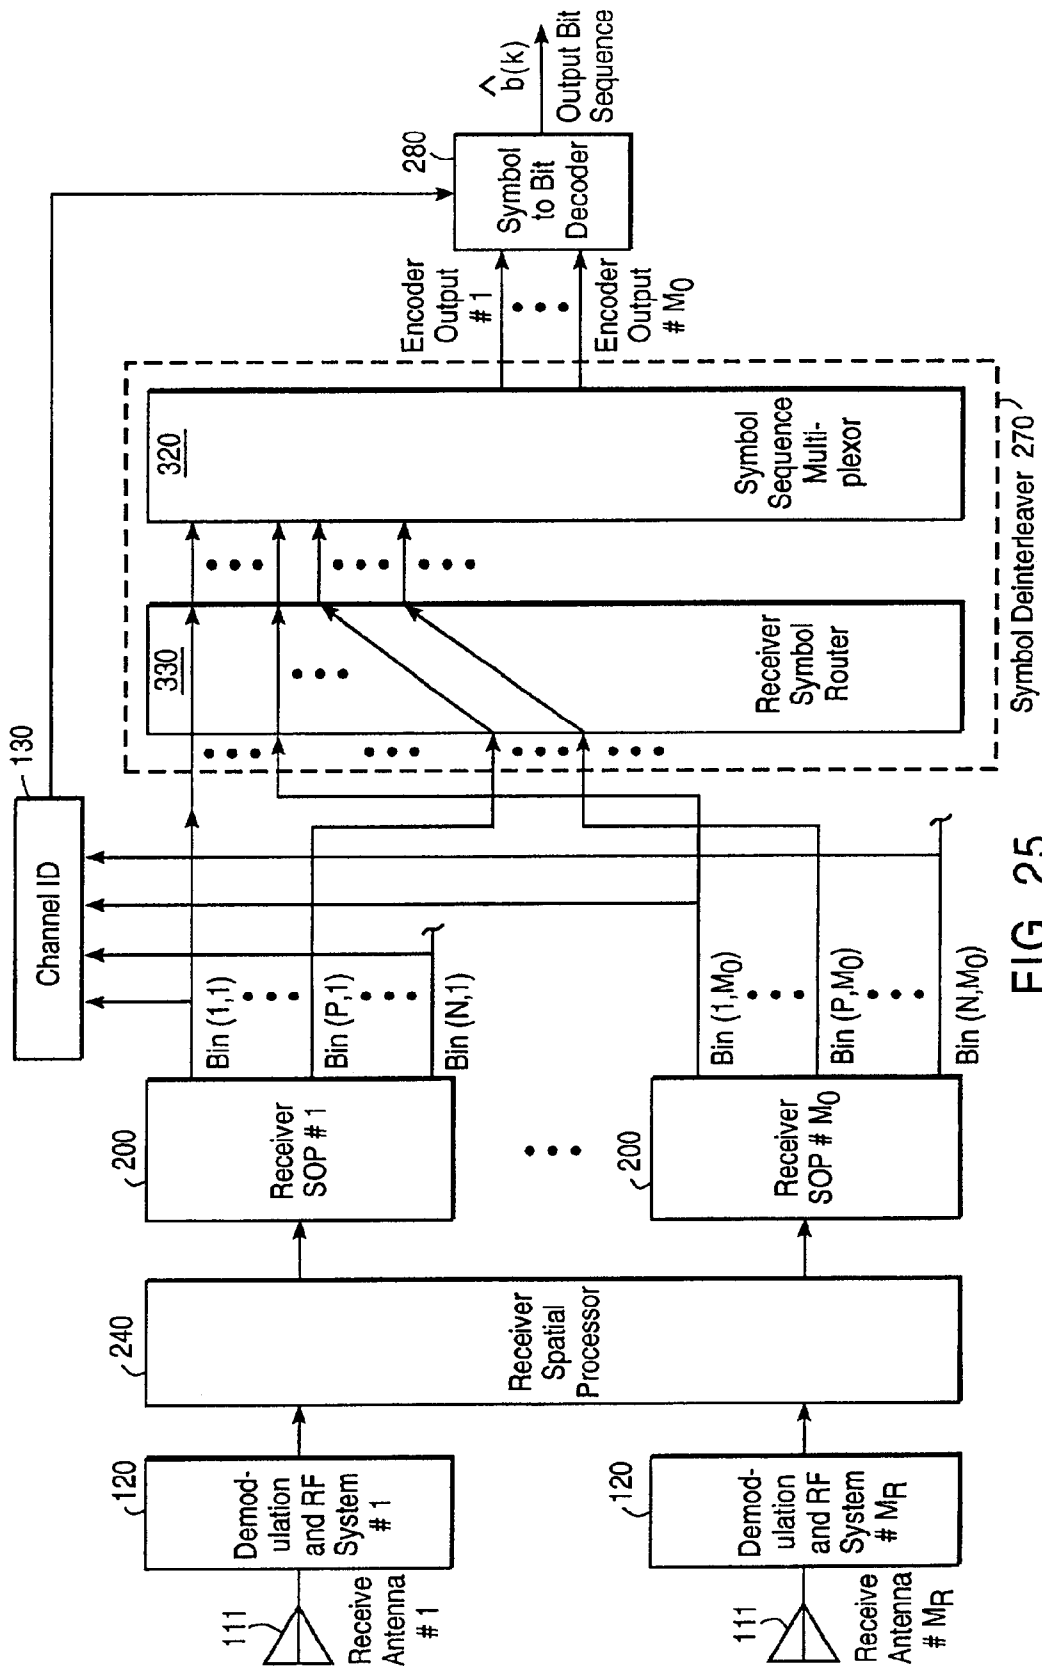 111
Receive
Antenna
# 1
120
Demod-
ulation
and RF
System
# 1
111
Receive
Antenna
# MR
120
Demod-
ulation
and RF
System
# MR
240
Receiver
Spatial
Processor
200
Receiver
SOP # 1
200
Receiver
SOP # M0
Bin (1,1)
Bin (P,1)
Bin (N,1)
Bin (1,M0)
Bin (P,M0)
Bin (N,M0)
Channel ID
130
330
Receiver
Symbol
Router
320
Symbol
Sequence
Multi-
plexor
Symbol Deinterleaver 270
Encoder
Output
# 1
Encoder
Output
# M0
280
Symbol
to Bit
Decoder
^
b(k)
Output Bit
Sequence
FIG. 25